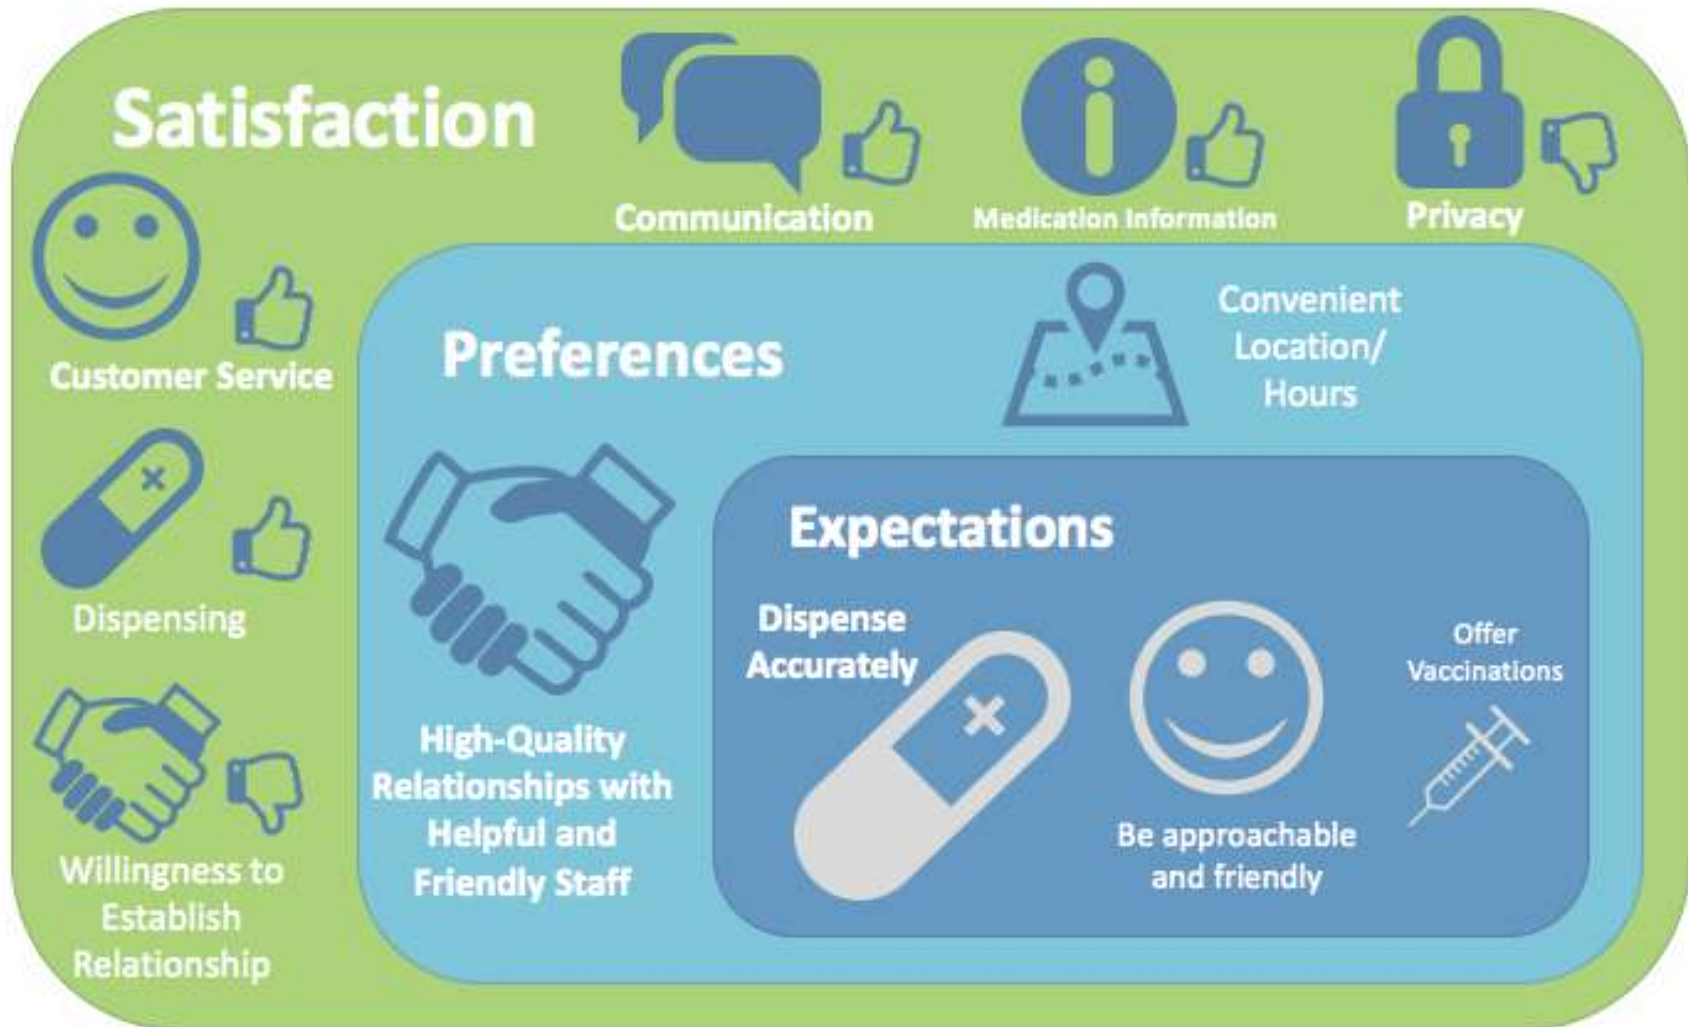 Satisfaction
Communication
Medication Information
Privacy
Customer Service
Dispensing
Willingness to
Establish
Relationship
Preferences
Convenient
Location/
Hours
High-Quality
Relationships with
Helpful and
Friendly Staff
Expectations
Dispense
Accurately
Be approachable
and friendly
Offer
Vaccinations